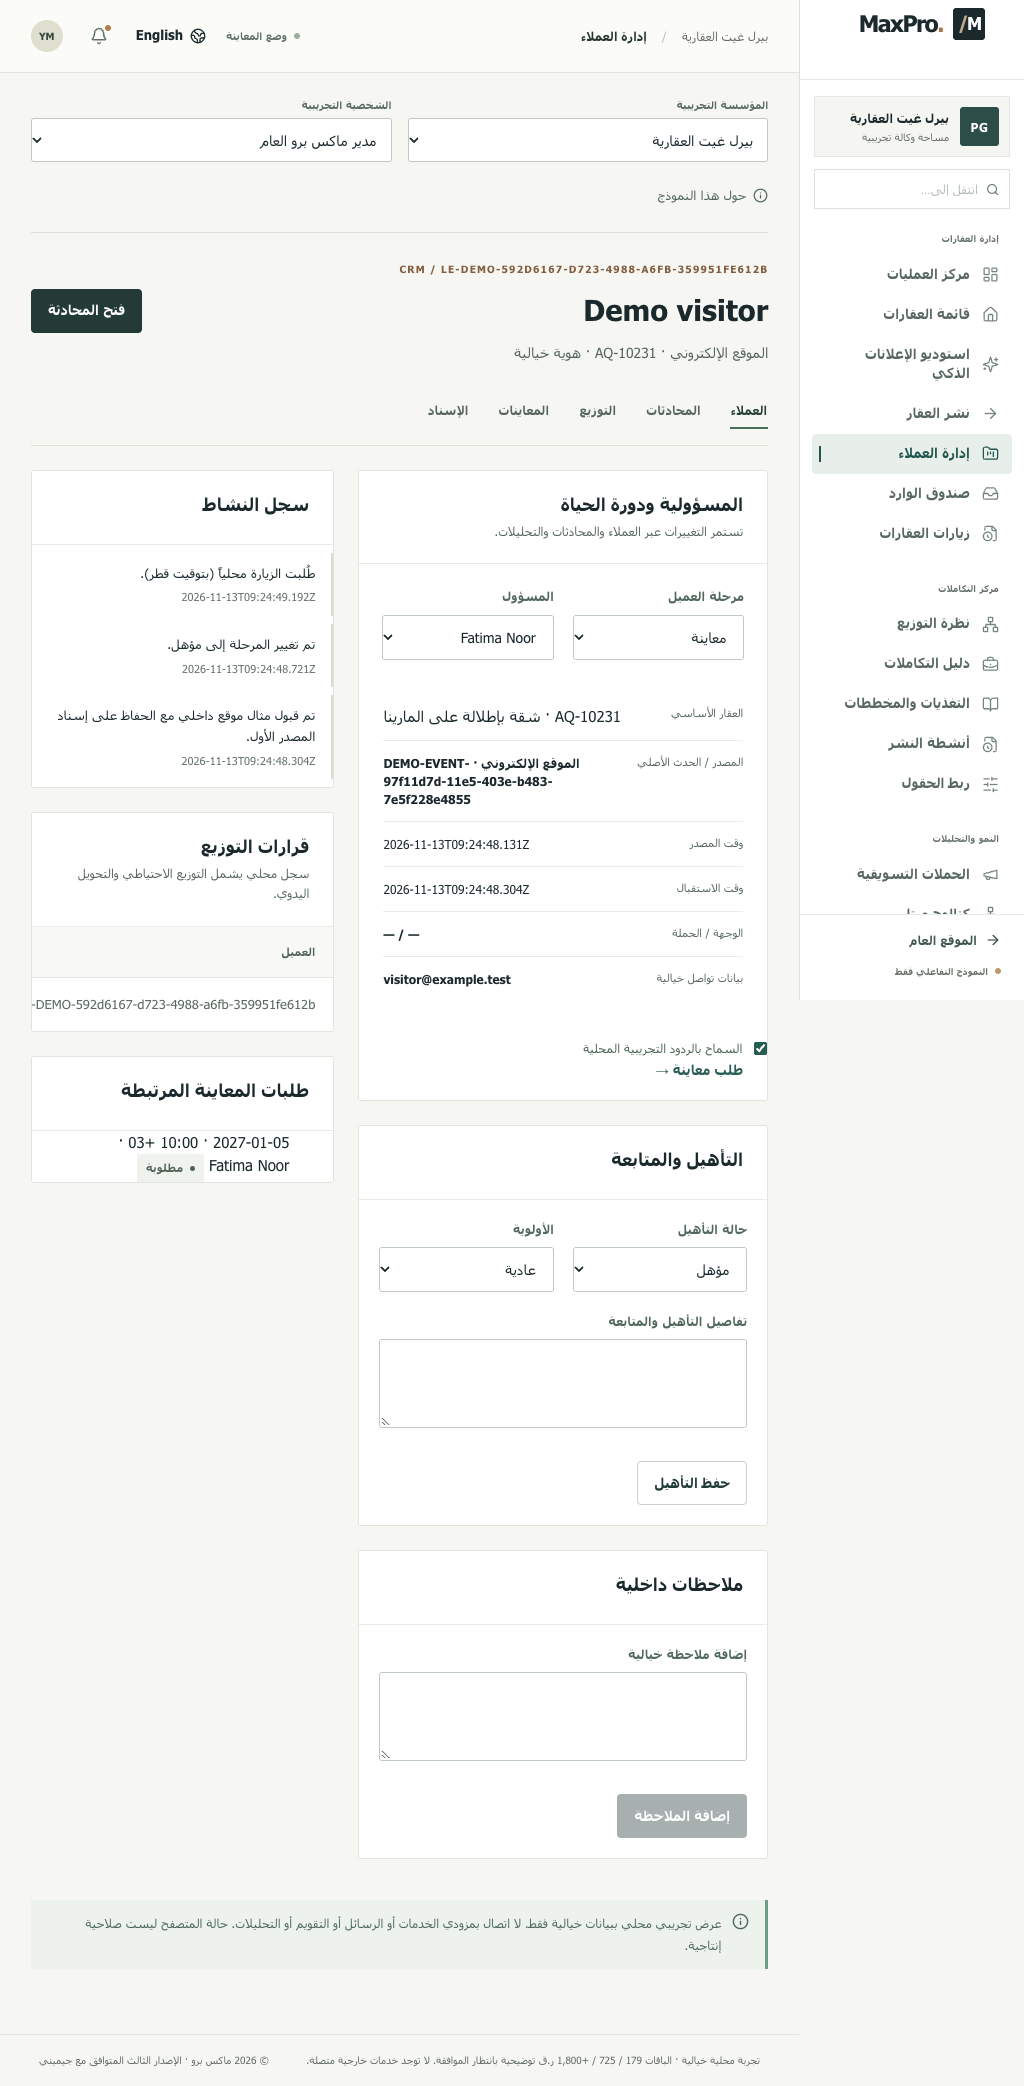 MaxPro.
/M
PG
بيرل غيت العقارية
مساحة وكالة تجريبية
انتقل إلى...
إدارة العقارات
مركز العمليات
قائمة العقارات
استوديو الإعلانات
الذكي
نشر العقار
إدارة العملاء
صندوق الوارد
زيارات العقارات
مركز التكاملات
نظرة التوزيع
دليل التكاملات
التغذيات والمخططات
أنشطة النشر
ربط الحقول
النمو والتحليلات
الحملات التسويقية
الموقع العام
النموذج التفاعلي فقط
بيرل غيت العقارية / إدارة العملاء
وضع المعاينة
English
YM
المؤسسة التجريبية
بيرل غيت العقارية
الشخصية التجريبية
مدير ماكس برو العام
حول هذا النموذج
CRM / LE-DEMO-592D6167-D723-4988-A6FB-359951FE612B
Demo visitor
الموقع الإلكتروني · AQ-10231 · هوية خيالية
فتح المحادثة
العملاء
المحادثات
التوزيع
المعاينات
الإسناد
المسؤولية ودورة الحياة
تستمر التغييرات عبر العملاء والمحادثات والتحليلات.
مرحلة العميل
معاينة
المسؤول
Fatima Noor
العقار الأساسي
AQ-10231 · شقة بإطلالة على المارينا
المصدر / الحدث الأصلي
الموقع الإلكتروني · DEMO-EVENT-
97f11d7d-11e5-403e-b483-
7e5f228e4855
وقت المصدر
2026-11-13T09:24:48.131Z
وقت الاستقبال
2026-11-13T09:24:48.304Z
الوجهة / الحملة
— / —
بيانات تواصل خيالية
visitor@example.test
السماح بالردود التجريبية المحلية
طلب معاينة →
التأهيل والمتابعة
حالة التأهيل
مؤهل
الأولوية
عادية
تفاصيل التأهيل والمتابعة
حفظ التأهيل
ملاحظات داخلية
إضافة ملاحظة خيالية
إضافة الملاحظة
سجل النشاط
طُلبت الزيارة محلياً (بتوقيت قطر).
2026-11-13T09:24:49.192Z
تم تغيير المرحلة إلى مؤهل.
2026-11-13T09:24:48.721Z
تم قبول مثال موقع داخلي مع الحفاظ على إسناد
المصدر الأول.
2026-11-13T09:24:48.304Z
قرارات التوزيع
سجل محلي يشمل التوزيع الاحتياطي والتحويل
اليدوي.
العميل
-DEMO-592d6167-d723-4988-a6fb-359951fe612b
طلبات المعاينة المرتبطة
2027-01-05 · 10:00 +03 ·
Fatima Noor مطلوبة
عرض تجريبي محلي ببيانات خيالية فقط. لا اتصال بمزودي الخدمات أو الرسائل أو التقويم أو التحليلات. حالة المتصفح ليست صلاحية
إنتاجية.
تجربة محلية خيالية · الباقات 179 / 725 / +1,800 ر.ق توضيحية بانتظار الموافقة. لا توجد خدمات خارجية متصلة.
© 2026 ماكس برو · الإصدار الثالث المتوافق مع جيميني